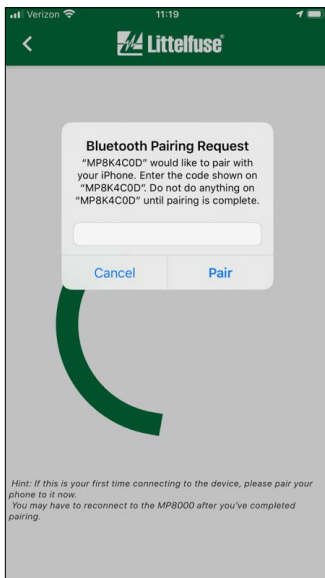 Verizon 11:19
Littelfuse®
Bluetooth Pairing Request
“MP8K4C0D” would like to pair with
your iPhone. Enter the code shown on
“MP8K4C0D”. Do not do anything on
“MP8K4C0D” until pairing is complete.
Cancel Pair
Hint: If this is your first time connecting to the device, please pair your
phone to it now.
You may have to reconnect to the MP8000 after you've completed
pairing.